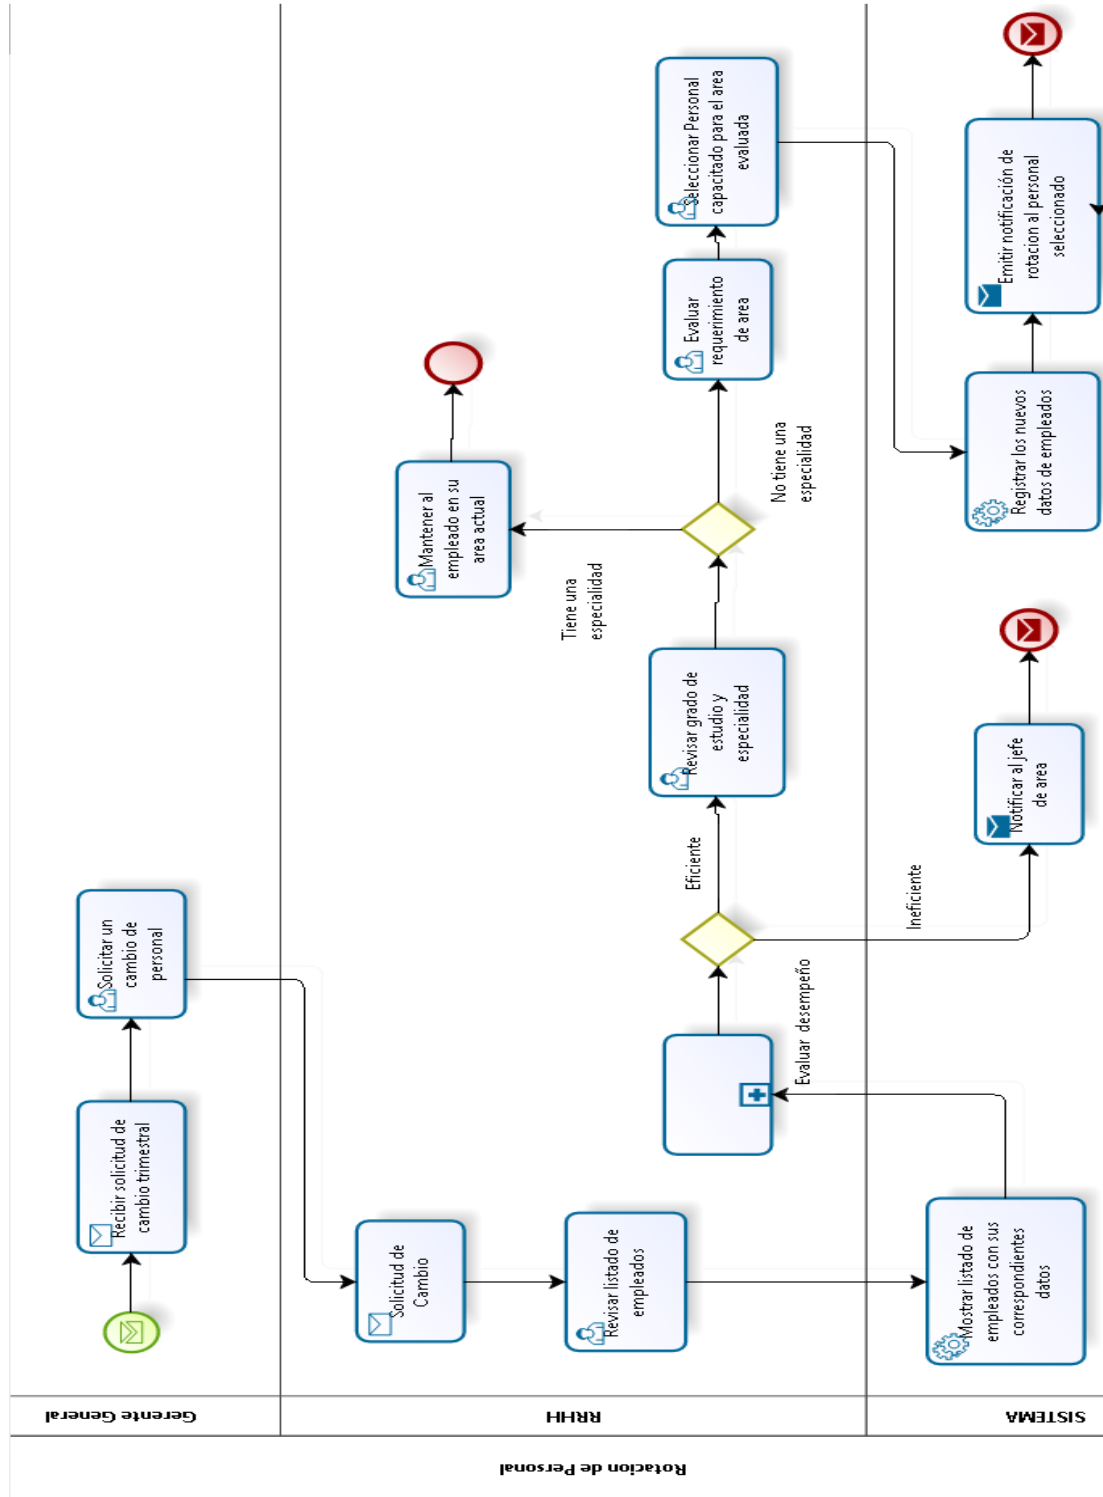 Rotacion de Personal
Gerente General
Recibir solicitud de
cambio trimestral
Solicitar un
cambio de
personal
RRHH
Solicitud de
Cambio
Revisar listado de
empleados
Evaluar desempeño
Eficiente
Ineficiente
Revisar grado de
estudio y
especialidad
Tiene una
especialidad
No tiene una
especialidad
Mantener al
empleado en su
area actual
Evaluar
requerimiento
de area
Seleccionar Personal
capacitado para el area
evaluada
SISTEMA
Mostrar listado de
empleados con sus
correspondientes
datos
Notificar al jefe
de area
Registrar los nuevos
datos de empleados
Emitir notificación de
rotacion al personal
seleccionado